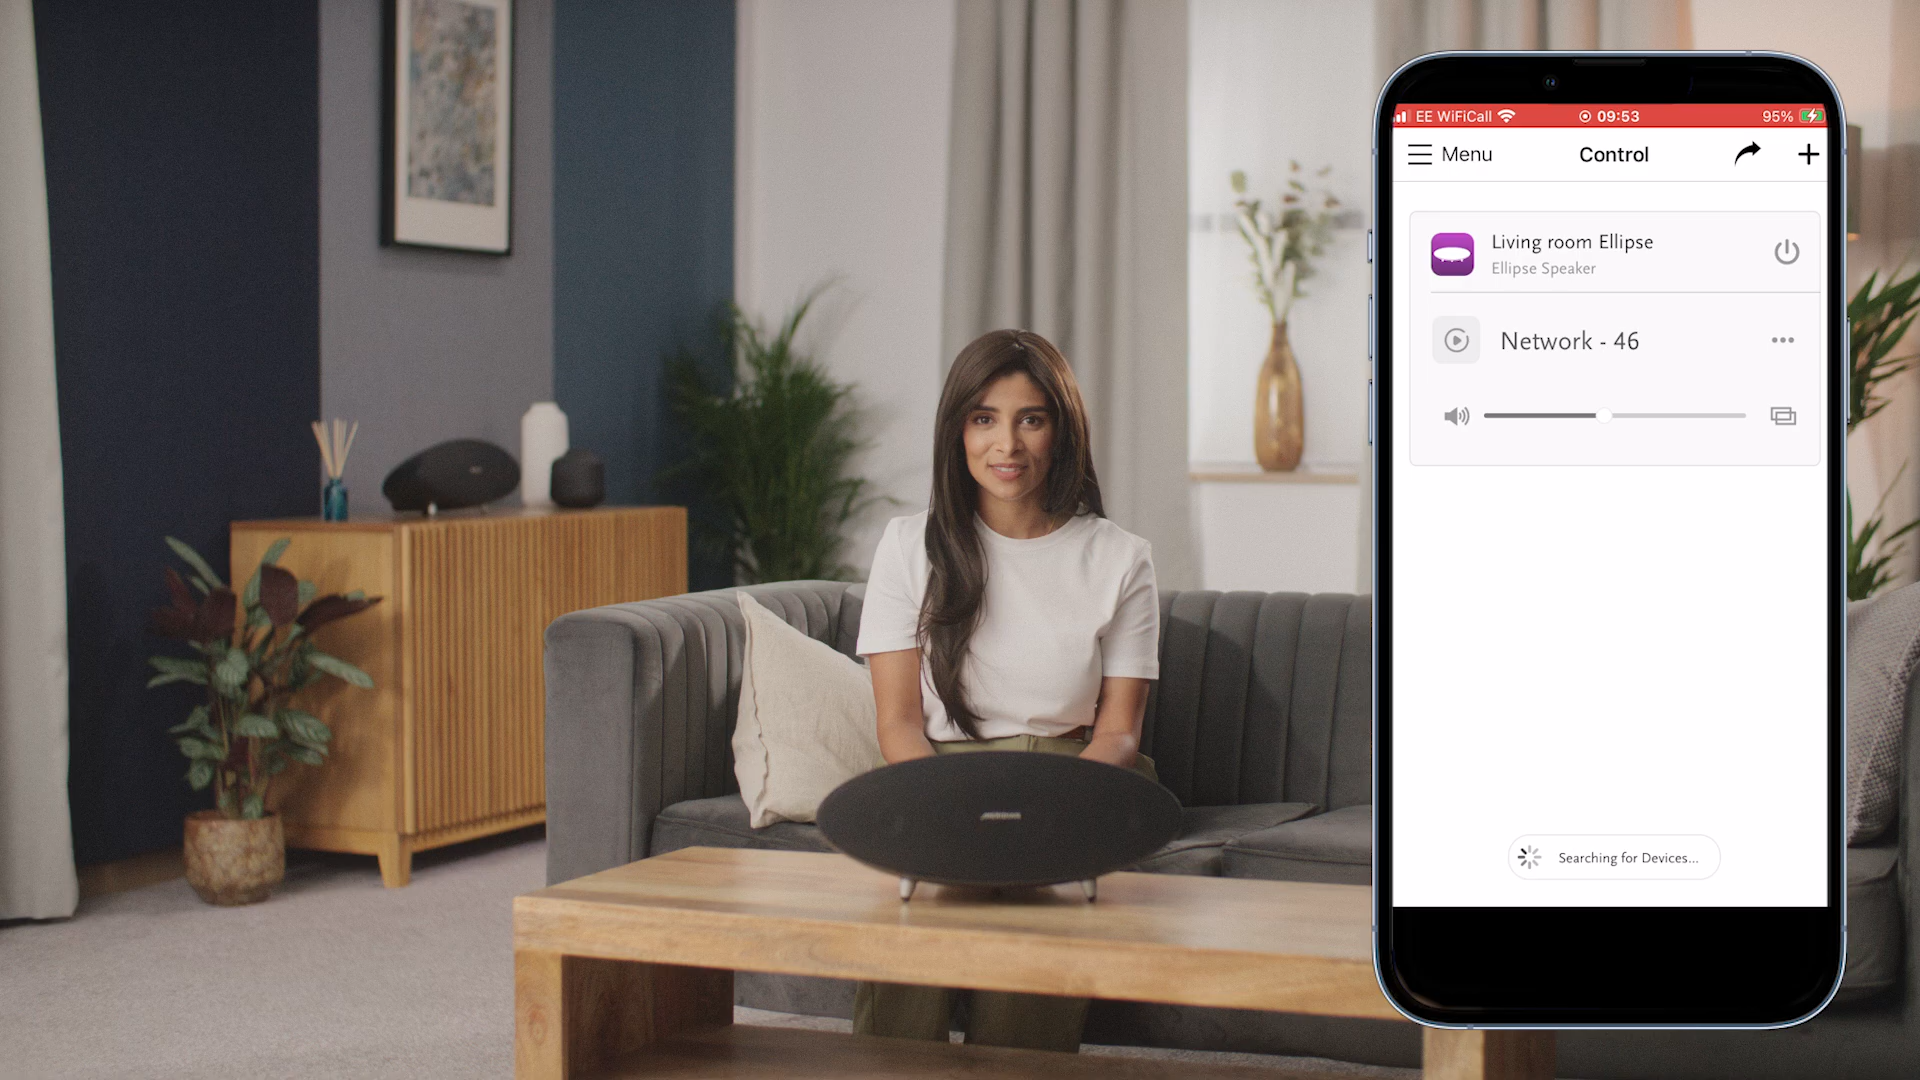 EE WiFiCall
09:53
95%
Menu
Control
Living room Ellipse
Ellipse Speaker
Network - 46
Searching for Devices...